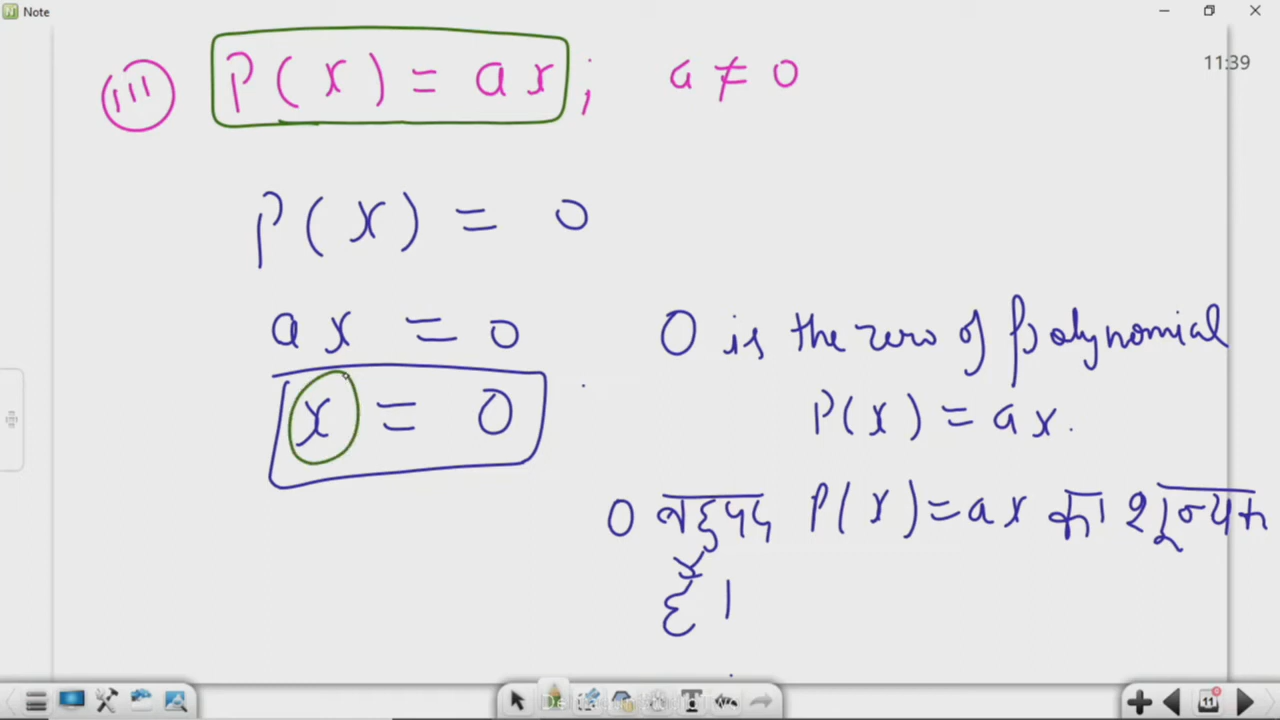 Note
11:39
(iii) P(x) = ax ; a ≠ 0
P(x) = 0
ax = 0
x = 0
0 is the zero of polynomial
P(x) = ax.
0 बहुपद P(x) = ax का शून्यक
है ।
11